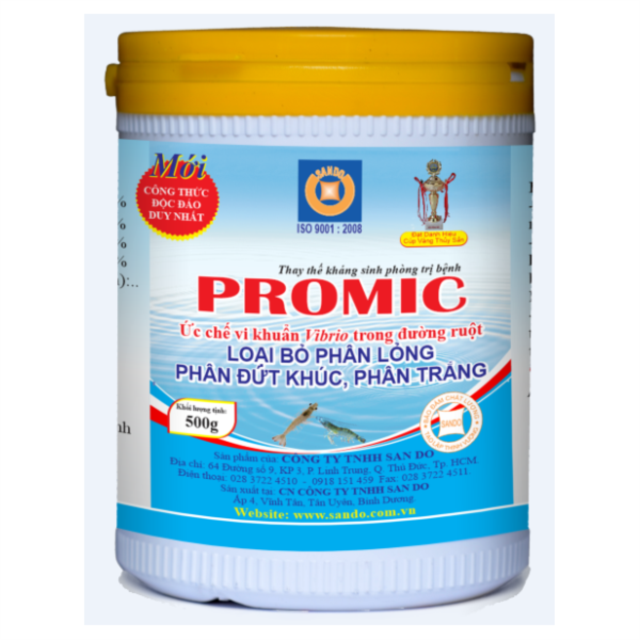 Mới
CÔNG THỨC
ĐỘC ĐÁO
DUY NHẤT
SANDO
ISO 9001 : 2008
Đạt Danh Hiệu
Cúp Vàng Thủy Sản
Thay thế kháng sinh phòng trị bệnh
PROMIC
Ức chế vi khuẩn Vibrio trong đường ruột
LOẠI BỎ PHÂN LỎNG
PHÂN ĐỨT KHÚC, PHÂN TRẮNG
Khối lượng tịnh:
500g
BẢO ĐẢM CHẤT LƯỢNG
SANDO
Sản phẩm của: CÔNG TY TNHH SAN DO
Địa chỉ: 64 Đường số 9, KP 3, P. Linh Trung, Q. Thủ Đức, Tp. HCM.
Điện thoại: 028 3722 4510 - 0918 151 459 Fax: 028 3722 4511.
Sản xuất tại: CN CÔNG TY TNHH SAN DO
Ấp 4, Vĩnh Tân, Tân Uyên, Bình Dương.
Website: www.sando.com.vn